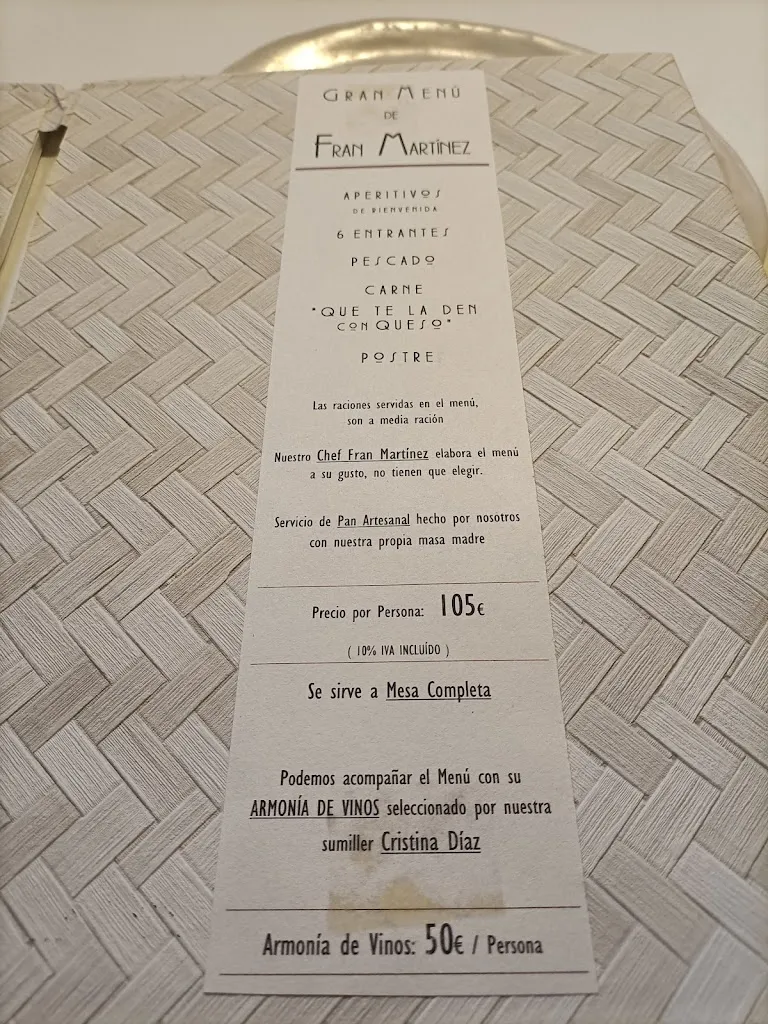 GRAN MENÚ
DE
FRAN MARTÍNEZ
APERITIVOS
DE BIENVENIDA
6 ENTRANTES
PESCADO
CARNE
"QUE TE LA DEN
CON QUESO"
POSTRE
Las raciones servidas en el menú,
son a media ración
Nuestro Chef Fran Martínez elabora el menú
a su gusto, no tienen que elegir.
Servicio de Pan Artesanal hecho por nosotros
con nuestra propia masa madre
Precio por Persona: 105€
( 10% IVA INCLUÍDO )
Se sirve a Mesa Completa
Podemos acompañar el Menú con su
ARMONÍA DE VINOS seleccionado por nuestra
sumiller Cristina Díaz
Armonía de Vinos: 50€ / Persona